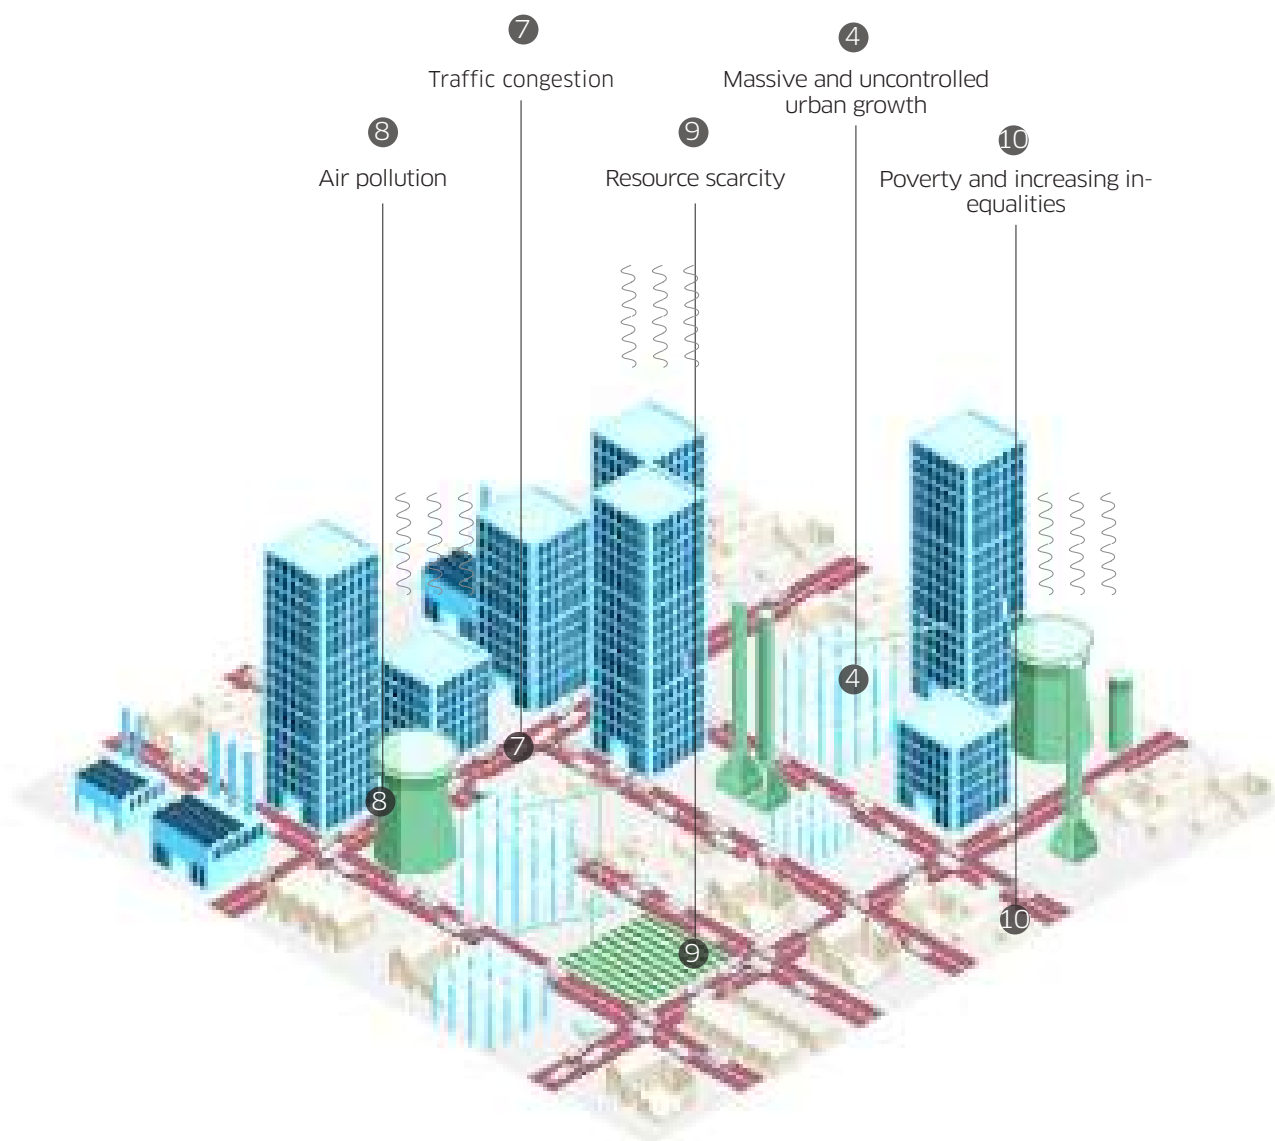 7
Traffic congestion
4
Massive and uncontrolled
urban growth
8
Air pollution
9
Resource scarcity
10
Poverty and increasing in-
equalities
4
7
8
10
9